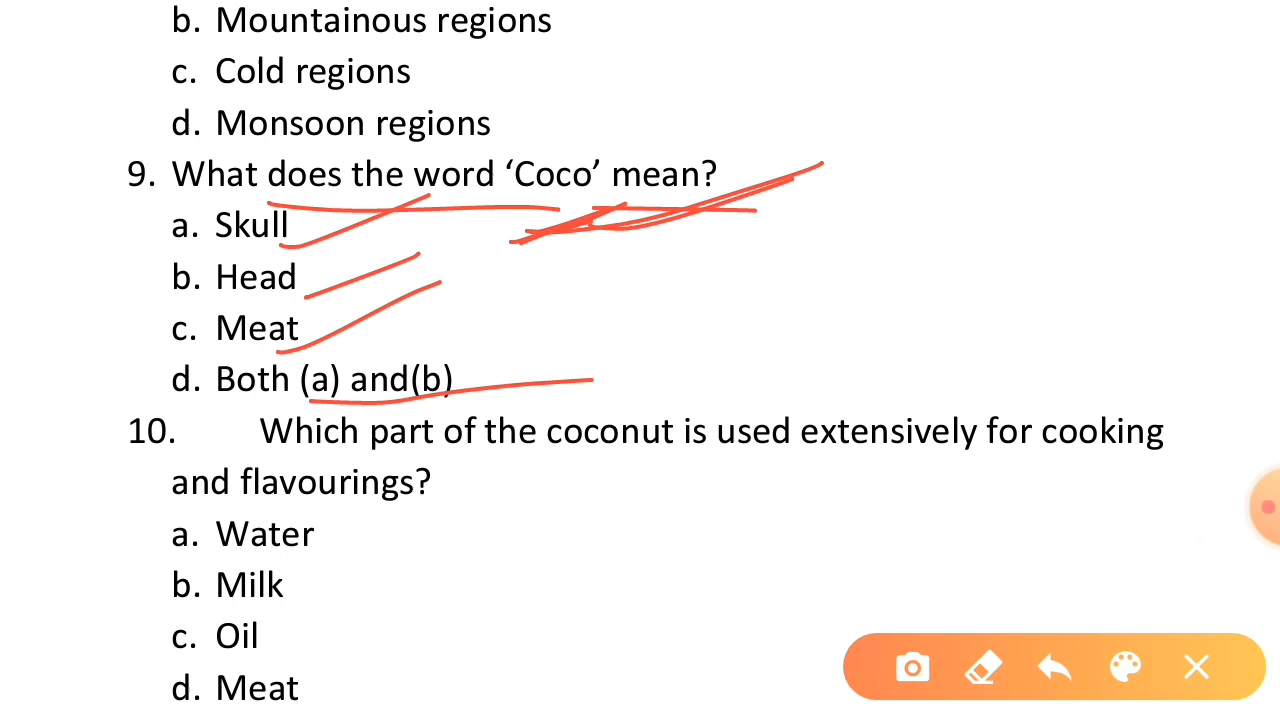 b. Mountainous regions
c. Cold regions
d. Monsoon regions
9. What does the word ‘Coco’ mean?
a. Skull
b. Head
c. Meat
d. Both (a) and(b)
10. Which part of the coconut is used extensively for cooking
and flavourings?
a. Water
b. Milk
c. Oil
d. Meat